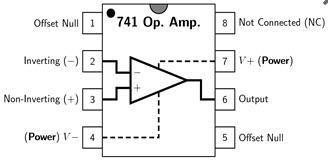 741 Op. Amp.
Offset Null 1
8 Not Connected (NC)
Inverting (−) 2
7 V+ (Power)
Non-Inverting (+) 3
6 Output
(Power) V− 4
5 Offset Null
−
+